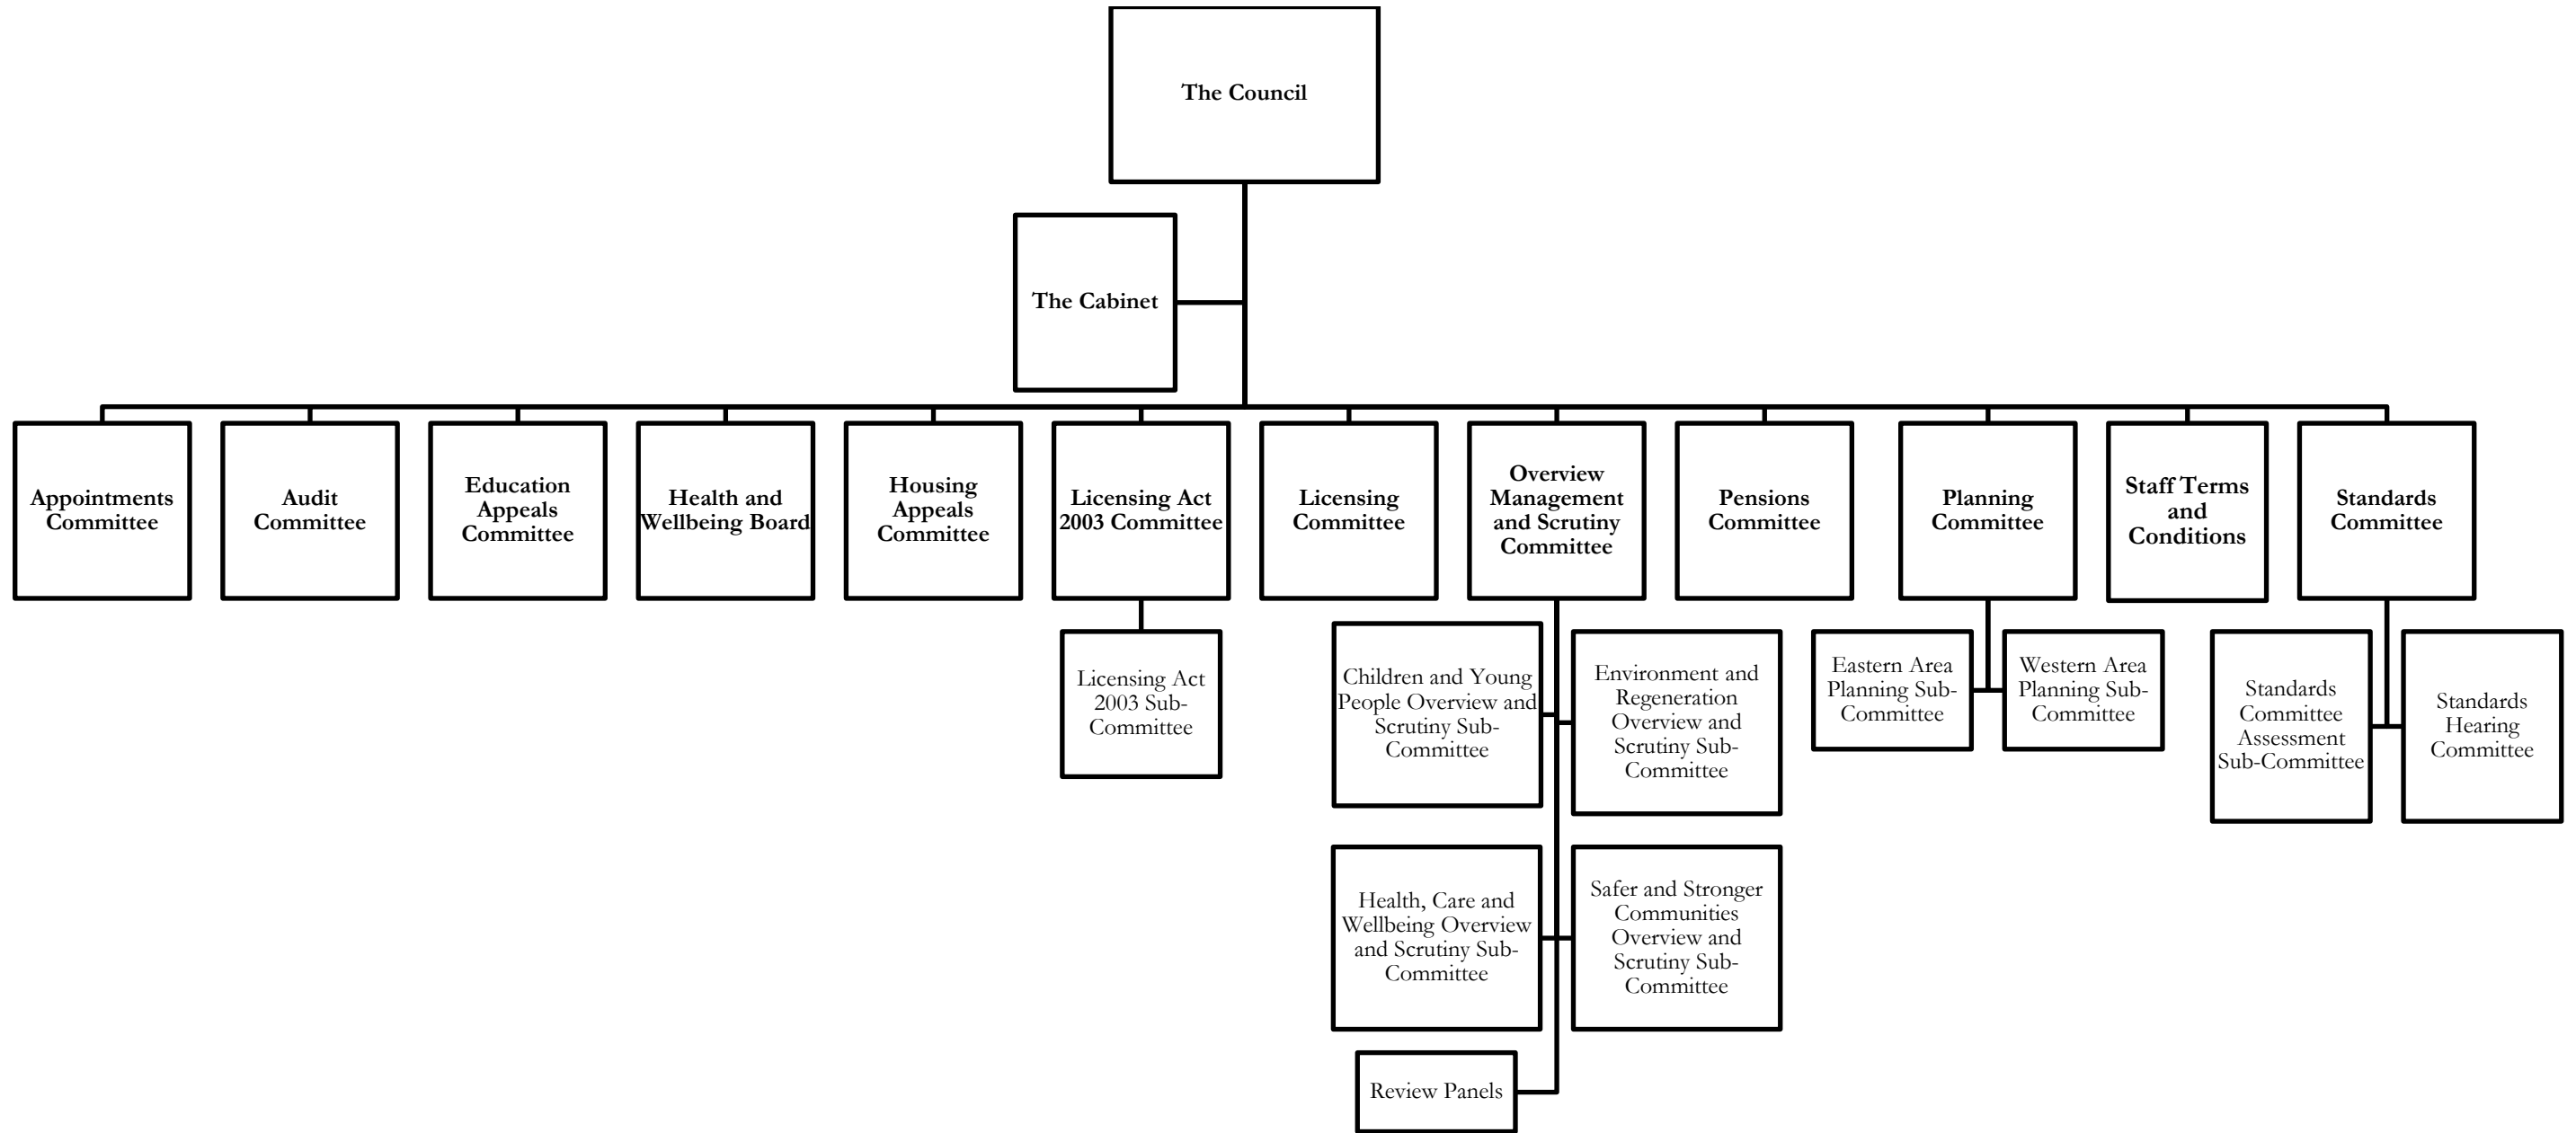 The Council
The Cabinet
Appointments
Committee
Audit
Committee
Education
Appeals
Committee
Health and
Wellbeing Board
Housing
Appeals
Committee
Licensing Act
2003 Committee
Licensing
Committee
Overview
Management
and Scrutiny
Committee
Pensions
Committee
Planning
Committee
Staff Terms
and
Conditions
Standards
Committee
Licensing Act
2003 Sub-
Committee
Children and Young
People Overview and
Scrutiny Sub-
Committee
Environment and
Regeneration
Overview and
Scrutiny Sub-
Committee
Eastern Area
Planning Sub-
Committee
Western Area
Planning Sub-
Committee
Standards
Committee
Assessment
Sub-Committee
Standards
Hearing
Committee
Health, Care and
Wellbeing Overview
and Scrutiny Sub-
Committee
Safer and Stronger
Communities
Overview and
Scrutiny Sub-
Committee
Review Panels